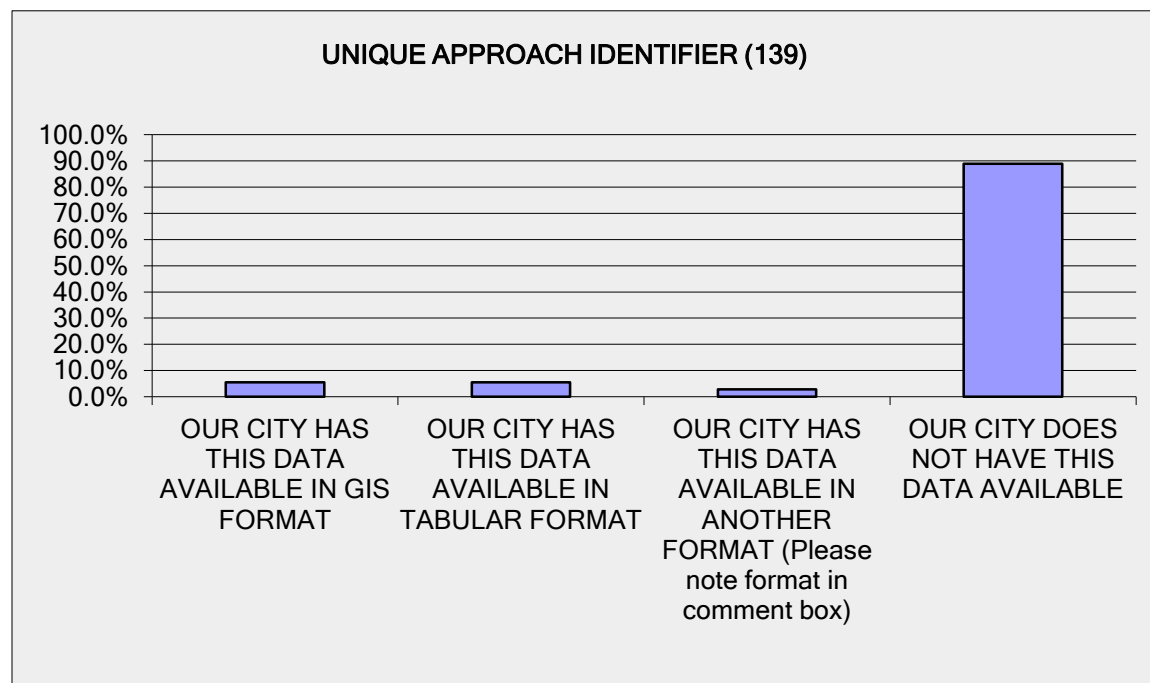 UNIQUE APPROACH IDENTIFIER (139)
100.0%
90.0%
80.0%
70.0%
60.0%
50.0%
40.0%
30.0%
20.0%
10.0%
0.0%
OUR CITY HAS
THIS DATA
AVAILABLE IN GIS
FORMAT
OUR CITY HAS
THIS DATA
AVAILABLE IN
TABULAR FORMAT
OUR CITY HAS
THIS DATA
AVAILABLE IN
ANOTHER
FORMAT (Please
note format in
comment box)
OUR CITY DOES
NOT HAVE THIS
DATA AVAILABLE